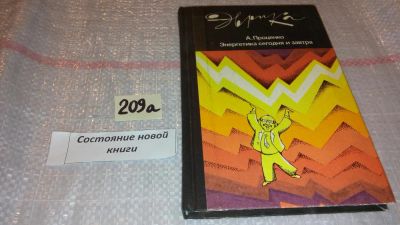 Эврика
А. Проценко
Энергетика сегодня и завтра
209а
Состояние новой
книги